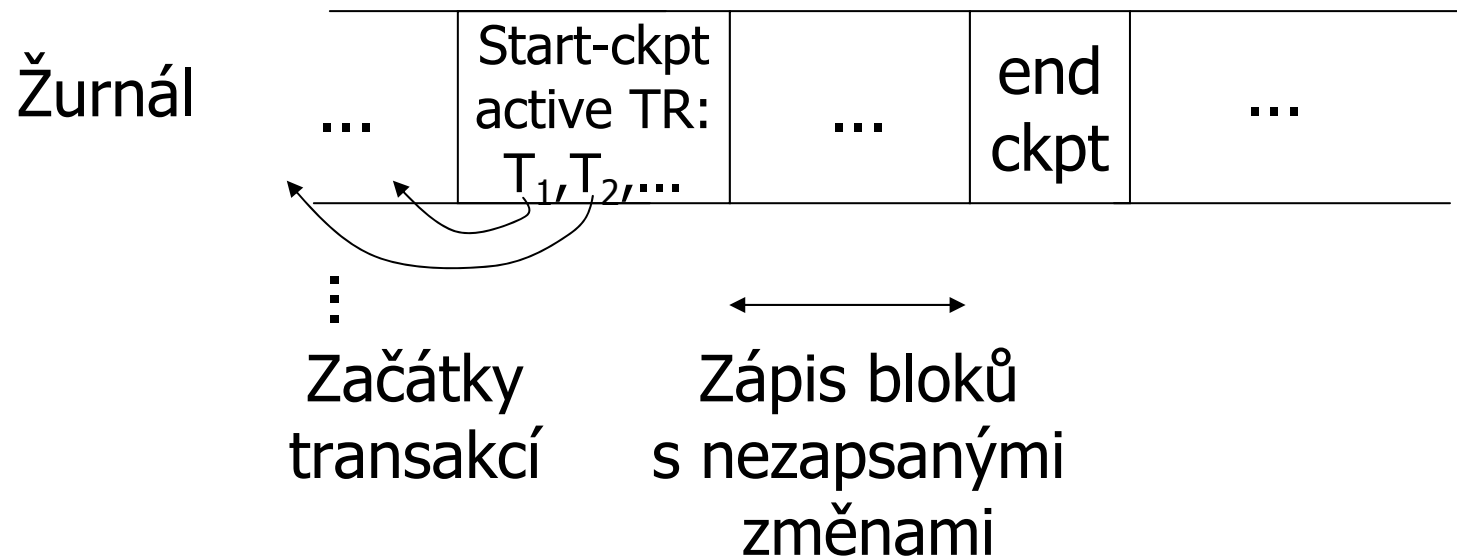 Žurnál
...
Start-ckpt
active TR:
T1,T2,...
...
end
ckpt
...
Začátky
transakcí
Zápis bloků
s nezapsanými
změnami